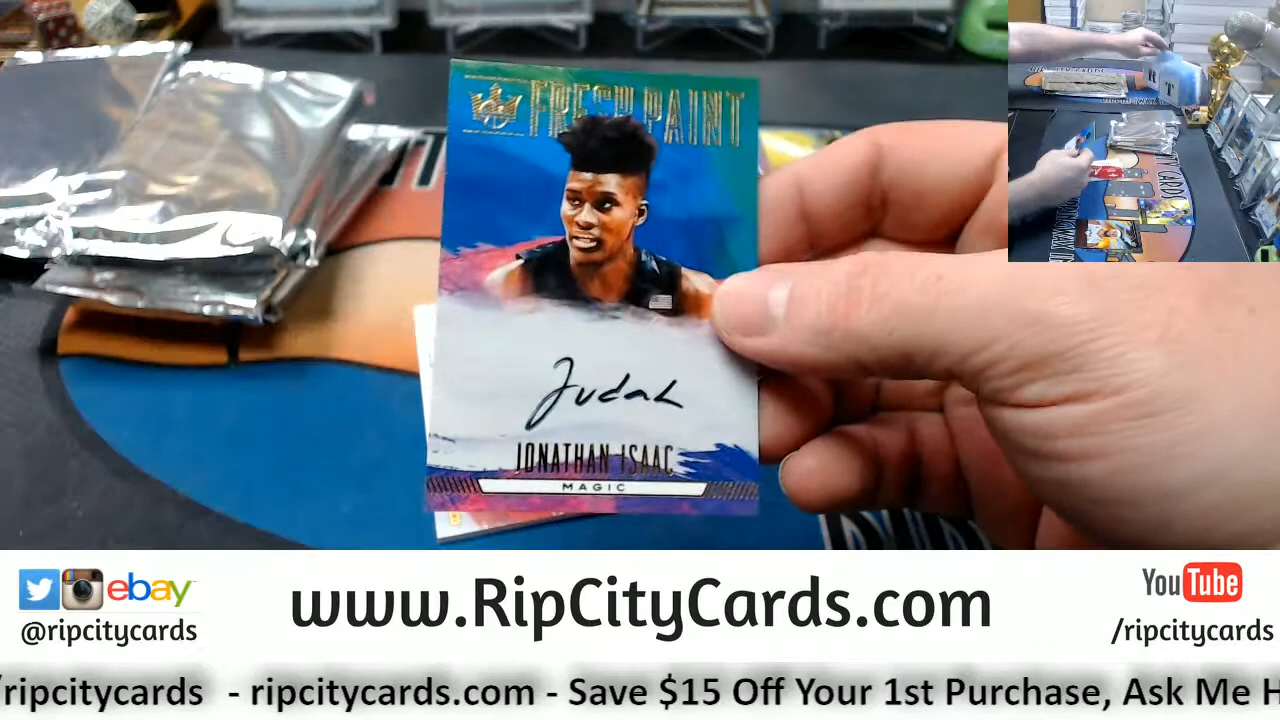 FRESH PAINT
Judah
JONATHAN ISAAC
MAGIC
R
T
ebay
@ripcitycards
www.RipCityCards.com
YouTube
/ripcitycards
/ripcitycards - ripcitycards.com - Save $15 Off Your 1st Purchase, Ask Me H